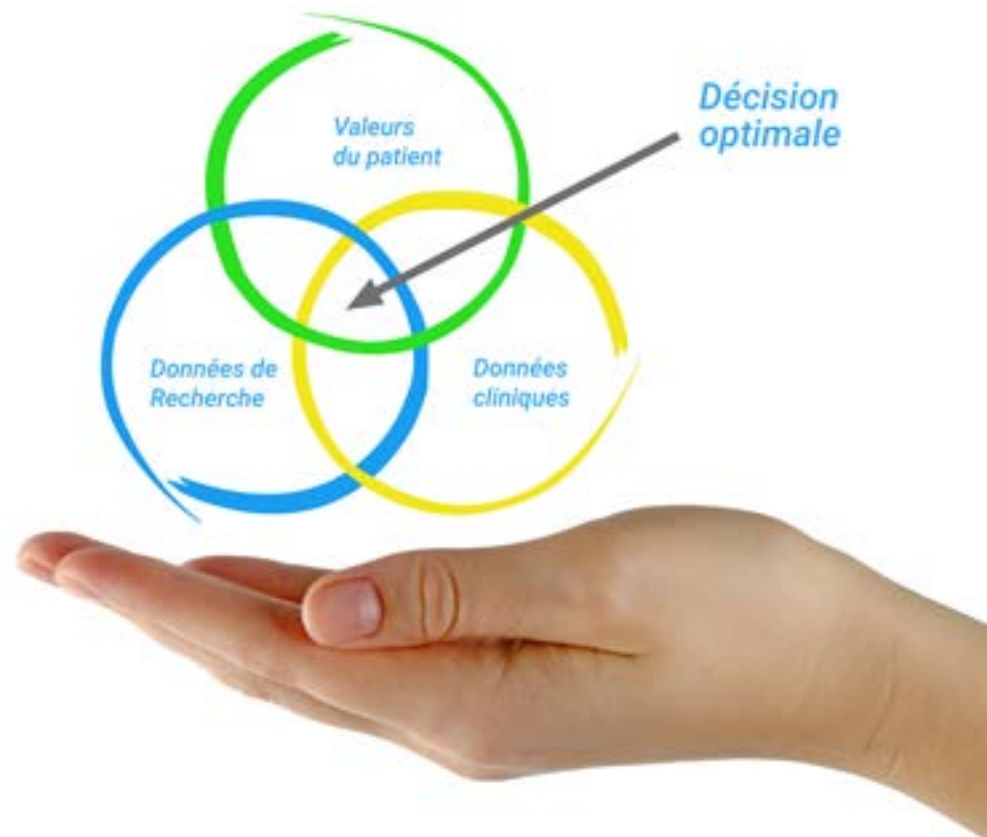 Valeurs
du patient
Décision
optimale
Données de
Recherche
Données
cliniques